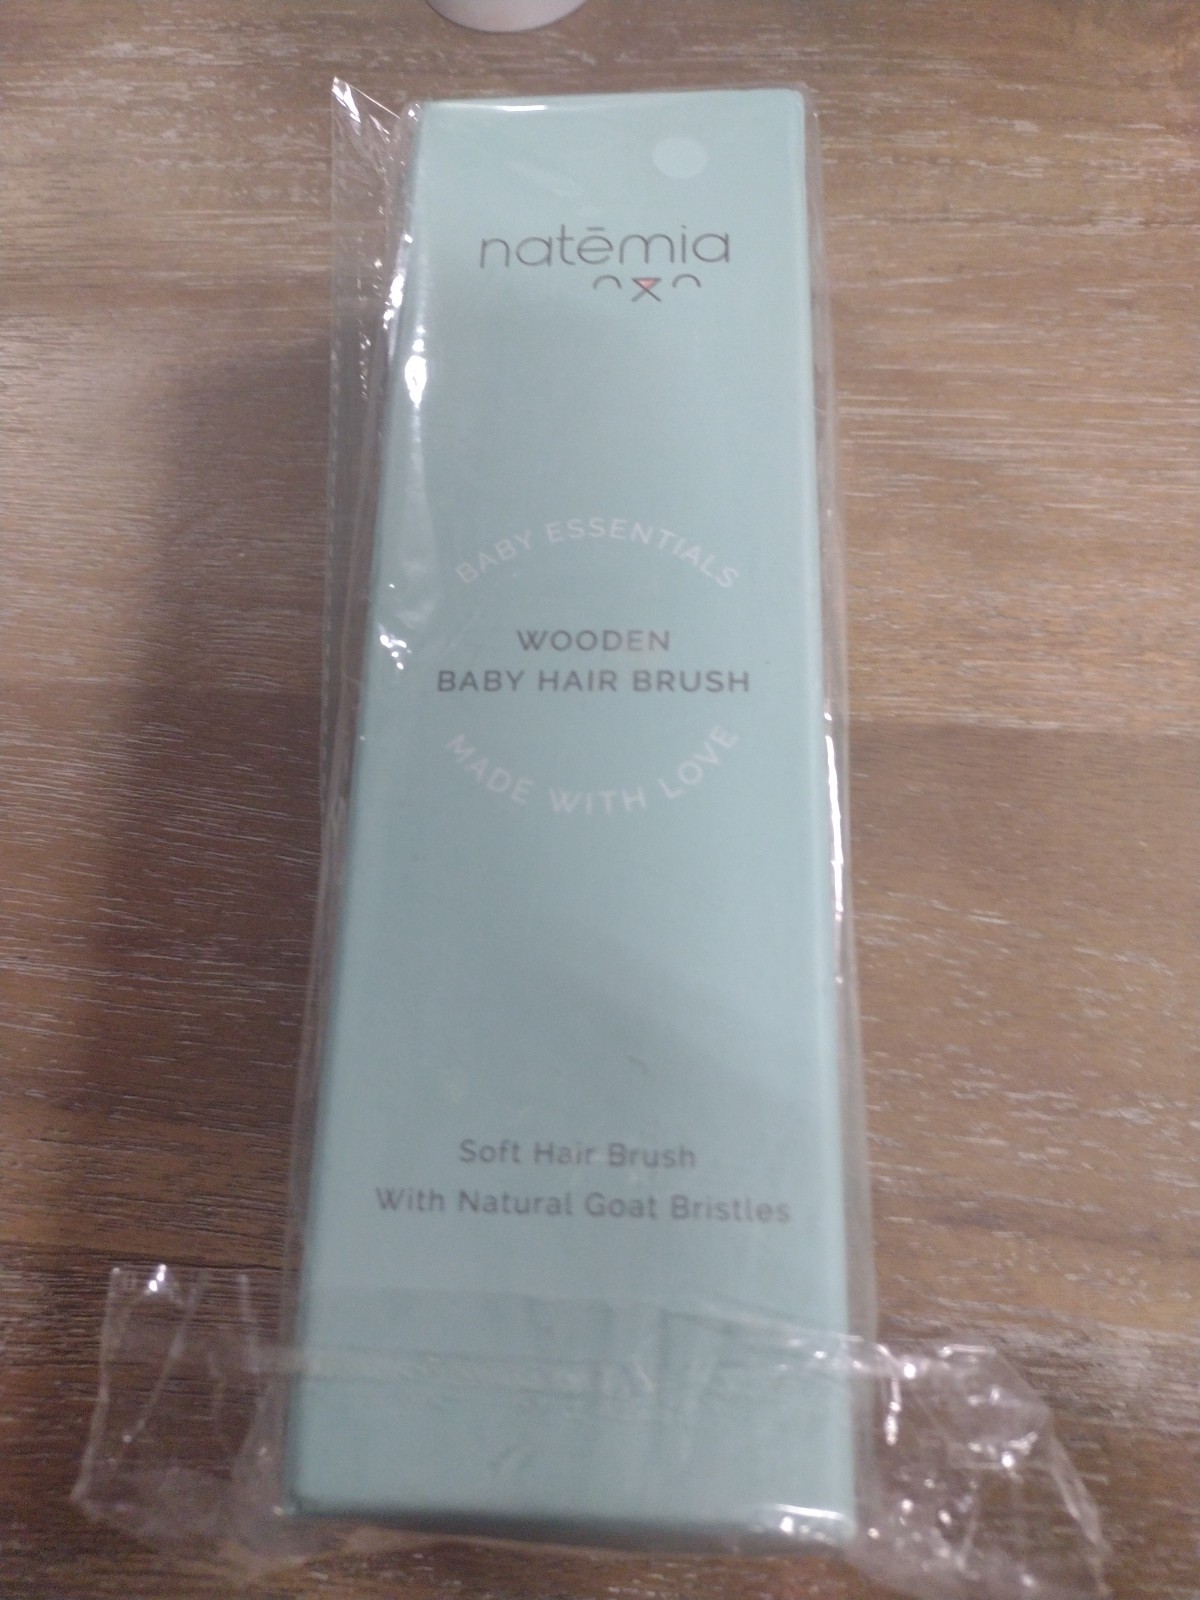 natēmia
BABY ESSENTIALS
WOODEN
BABY HAIR BRUSH
MADE WITH LOVE
Soft Hair Brush
With Natural Goat Bristles